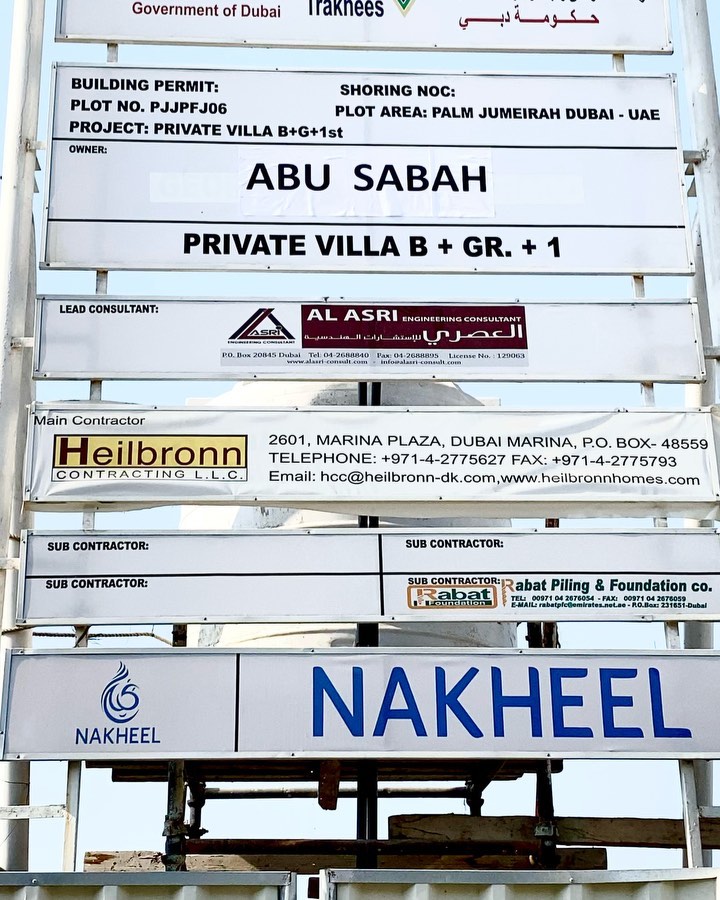 Government of Dubai
Trakhees
حكومة دبي
BUILDING PERMIT:
SHORING NOC:
PLOT NO. PJJPFJ06
PLOT AREA: PALM JUMEIRAH DUBAI - UAE
PROJECT: PRIVATE VILLA B+G+1st
OWNER:
ABU SABAH
PRIVATE VILLA B + GR. + 1
LEAD CONSULTANT:
ASRI
ENGINEERING CONSULTANT
AL ASRI ENGINEERING CONSULTANT
العصري للإستشارات الهندسية
P.O. Box 20845 Dubai Tel: 04-2688840 Fax: 04-2688895 License No. : 129063
www.alasri-consult.com - info@alasri-consult.com
Main Contractor
Heilbronn
CONTRACTING L.L.C.
2601, MARINA PLAZA, DUBAI MARINA, P.O. BOX- 48559
TELEPHONE: +971-4-2775627 FAX: +971-4-2775793
Email: hcc@heilbronn-dk.com,www.heilbronnhomes.com
SUB CONTRACTOR:
SUB CONTRACTOR:
SUB CONTRACTOR:
SUB CONTRACTOR:
Rabat
Foundation
Rabat Piling & Foundation co.
TEL: 00971 04 2676054 - FAX: 00971 04 2676059
E-MAIL: rabatpfc@emirates.net.ae - P.O.Box: 231651-Dubai
NAKHEEL
NAKHEEL